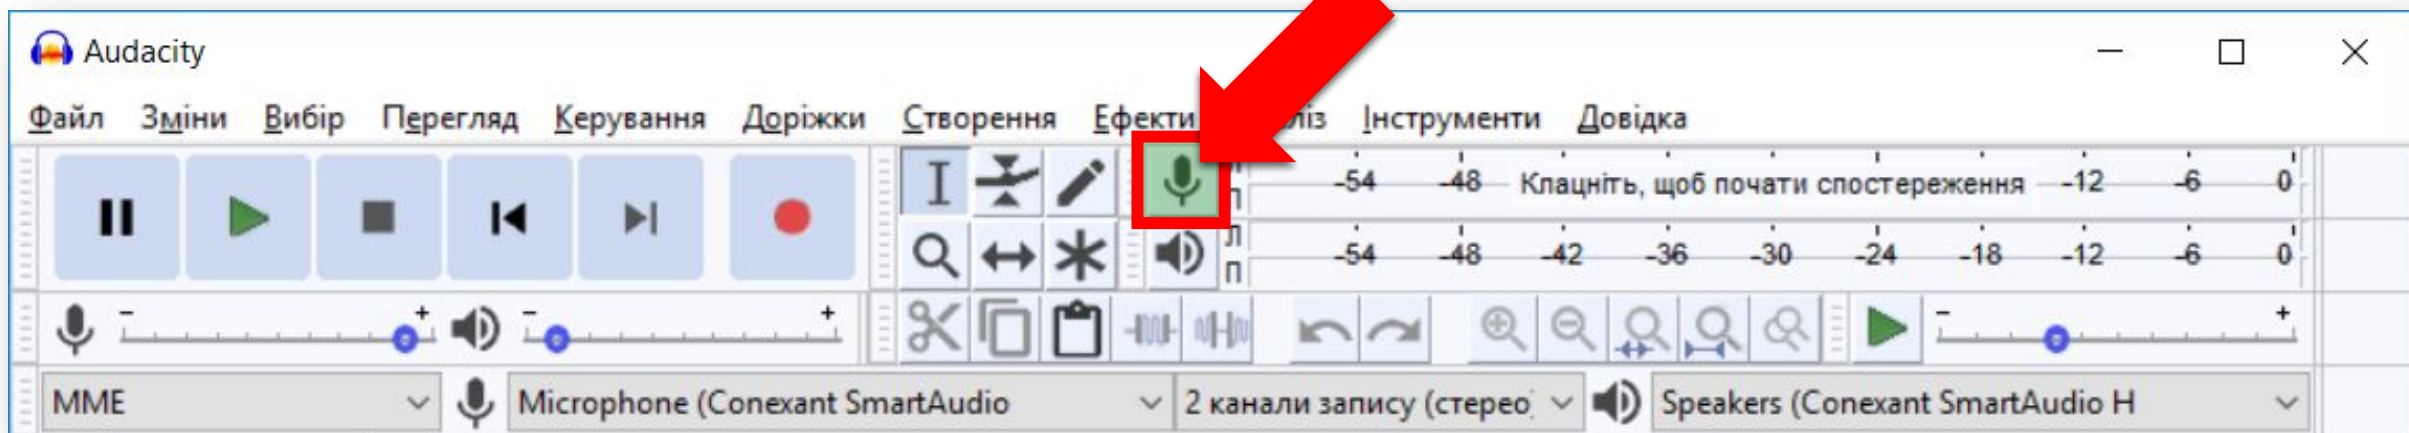 Audacity
Файл Зміни Вибір Перегляд Керування Доріжки Створення Ефекти Інструменти Довідка
-54 -48 Клацніть, щоб почати спостереження -12 -6 0
П
Л
-54 -48 -42 -36 -30 -24 -18 -12 -6 0
П
- + - + - +
MME Microphone (Conexant SmartAudio 2 канали запису (стерео) Speakers (Conexant SmartAudio H